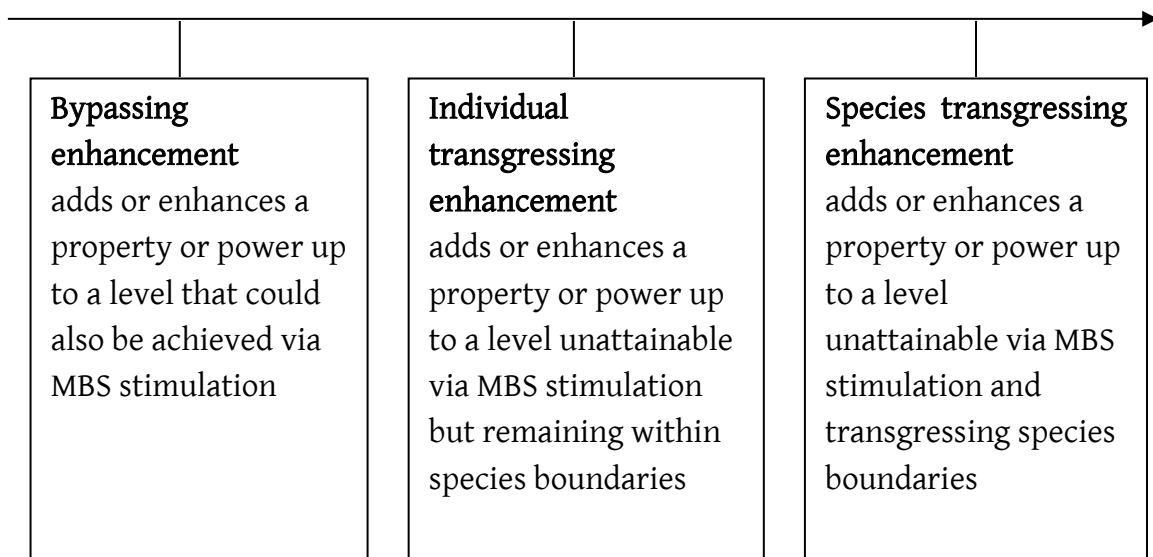 Bypassing
enhancement
adds or enhances a
property or power up
to a level that could
also be achieved via
MBS stimulation
Individual
transgressing
enhancement
adds or enhances a
property or power up
to a level unattainable
via MBS stimulation
but remaining within
species boundaries
Species transgressing
enhancement
adds or enhances a
property or power up
to a level
unattainable via MBS
stimulation and
transgressing species
boundaries